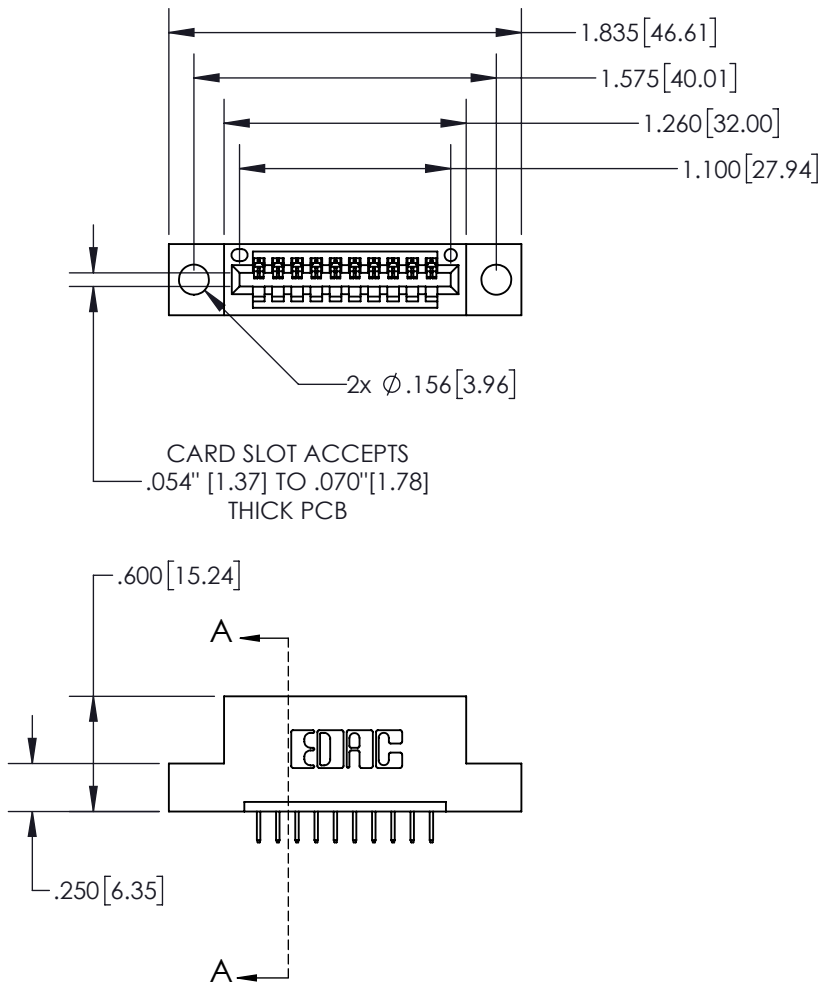 1.835[46.61]
1.575[40.01]
1.260[32.00]
1.100[27.94]
2x ∅.156[3.96]
CARD SLOT ACCEPTS
.054" [1.37] TO .070"[1.78]
THICK PCB
.600[15.24]
A
EDAC
.250[6.35]
A